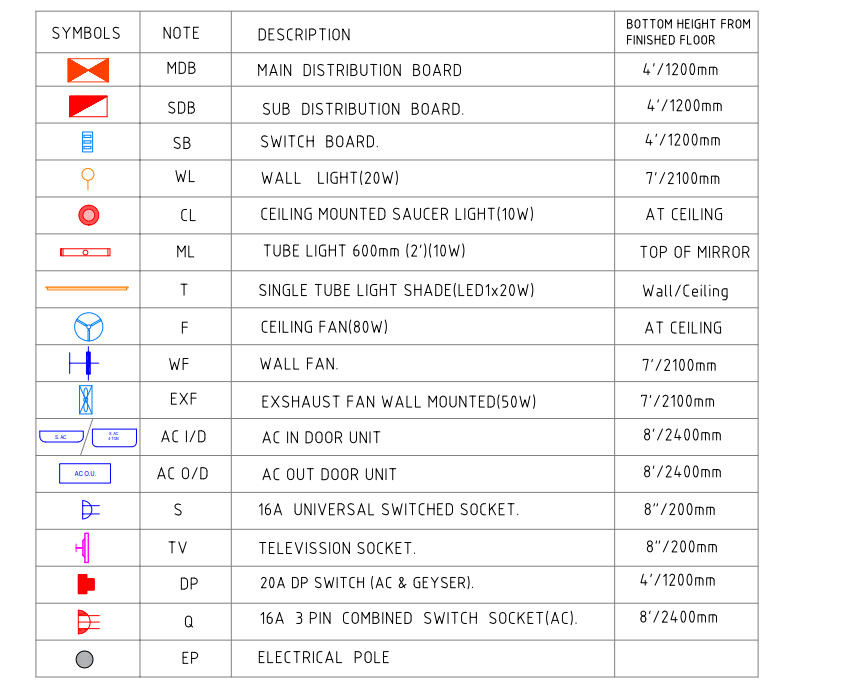 SYMBOLS NOTE DESCRIPTION BOTTOM HEIGHT FROM
FINISHED FLOOR
MDB MAIN DISTRIBUTION BOARD 4'/1200mm
SDB SUB DISTRIBUTION BOARD. 4'/1200mm
SB SWITCH BOARD. 4'/1200mm
WL WALL LIGHT(20W) 7'/2100mm
CL CEILING MOUNTED SAUCER LIGHT(10W) AT CEILING
ML TUBE LIGHT 600mm (2')(10W) TOP OF MIRROR
T SINGLE TUBE LIGHT SHADE(LED1x20W) Wall/Ceiling
F CEILING FAN(80W) AT CEILING
WF WALL FAN. 7'/2100mm
EXF EXSHAUST FAN WALL MOUNTED(50W) 7'/2100mm
S. AC S. AC AC I/D AC IN DOOR UNIT 8'/2400mm
4 TON
AC O.U. AC O/D AC OUT DOOR UNIT 8'/2400mm
S 16A UNIVERSAL SWITCHED SOCKET. 8"/200mm
TV TELEVISSION SOCKET. 8"/200mm
DP 20A DP SWITCH (AC & GEYSER). 4'/1200mm
Q 16A 3 PIN COMBINED SWITCH SOCKET(AC). 8'/2400mm
EP ELECTRICAL POLE